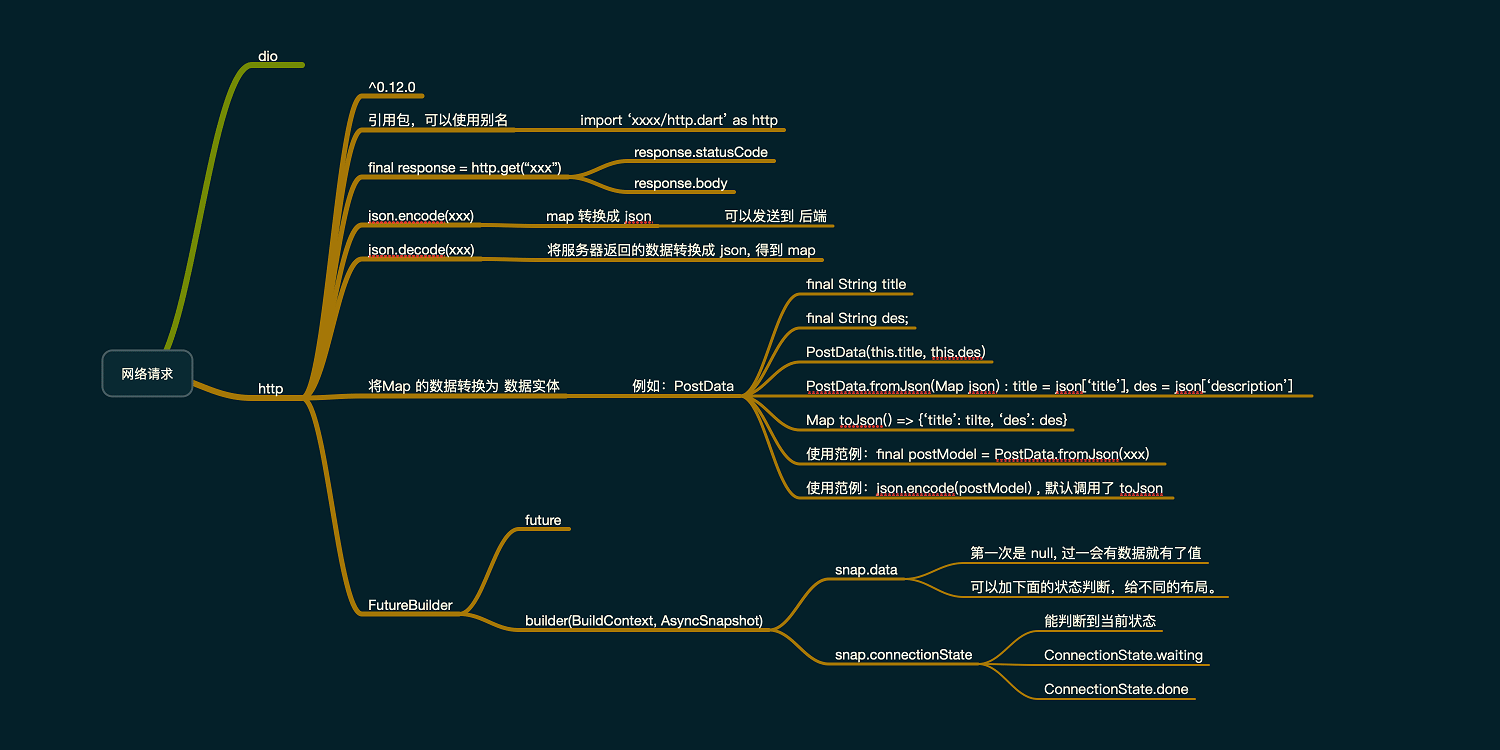 dio
^0.12.0
引用包，可以使用别名
import ‘xxxx/http.dart’ as http
final response = http.get(“xxx”)
response.statusCode
response.body
json.encode(xxx)
map 转换成 json
可以发送到 后端
json.decode(xxx)
将服务器返回的数据转换成 json, 得到 map
网络请求
http
将Map 的数据转换为 数据实体
例如：PostData
final String title
final String des;
PostData(this.title, this.des)
PostData.fromJson(Map json) : title = json[‘title’], des = json[‘description’]
Map toJson() => {‘title’: tilte, ‘des’: des}
使用范例：final postModel = PostData.fromJson(xxx)
使用范例：json.encode(postModel) , 默认调用了 toJson
FutureBuilder
future
builder(BuildContext, AsyncSnapshot)
snap.data
第一次是 null, 过一会有数据就有了值
可以加下面的状态判断，给不同的布局。
snap.connectionState
能判断到当前状态
ConnectionState.waiting
ConnectionState.done